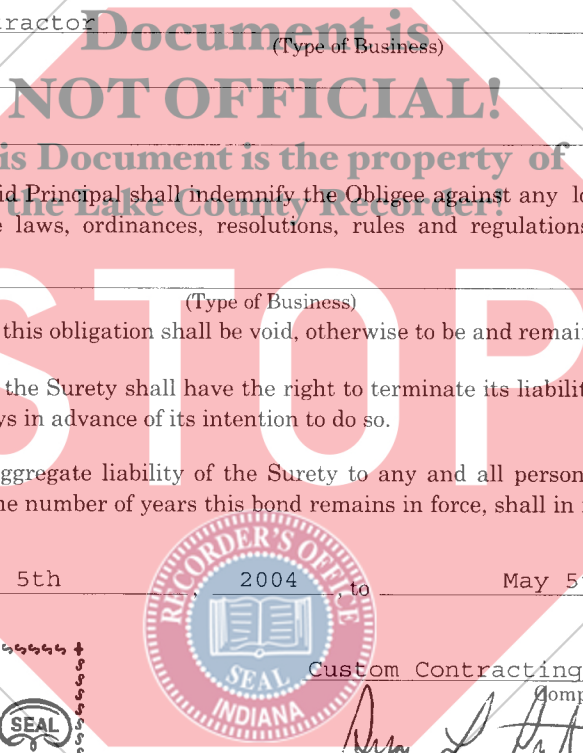 ractor
Document is
(Type of Business)
NOT OFFICIAL!
is Document is the property of
id Principal shall indemnify the Obligee against any lo
the Lake County Recorder!
e laws, ordinances, resolutions, rules and regulations
STOP
(Type of Business)
this obligation shall be void, otherwise to be and remai
the Surety shall have the right to terminate its liabilit
ys in advance of its intention to do so.
ggregate liability of the Surety to any and all person
he number of years this bond remains in force, shall in
5th , 2004 , to May 5
RECORDER'S OFFICE
SEAL
INDIANA
Custom Contracting
omp
SEAL